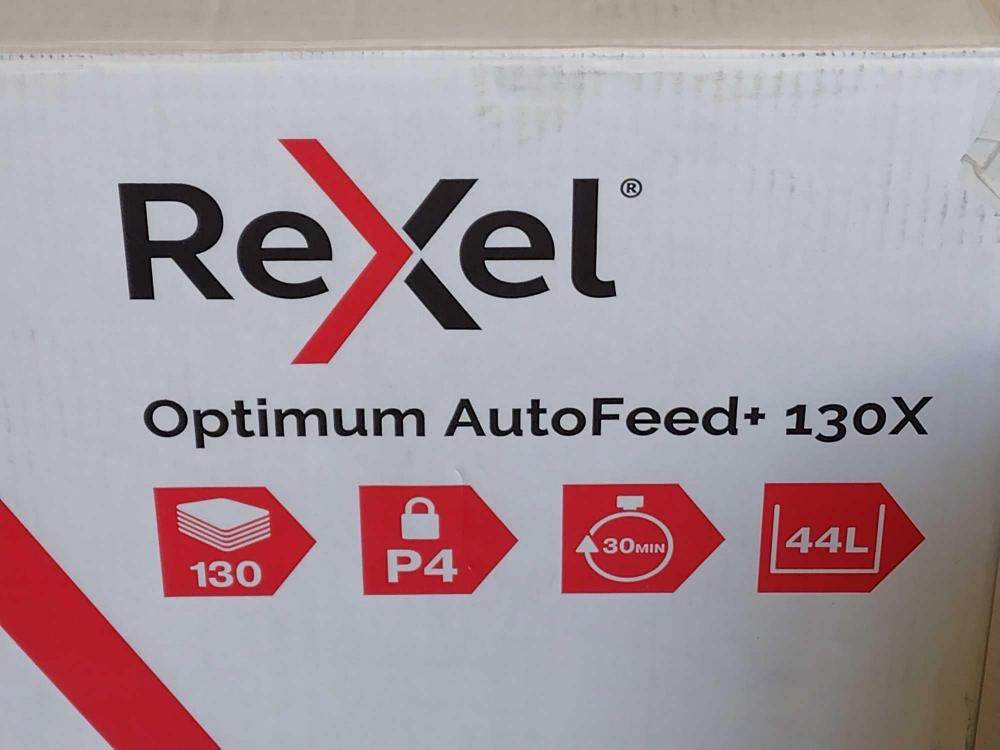 ReXel®
Optimum AutoFeed+ 130X
130
P4
30MIN
44L